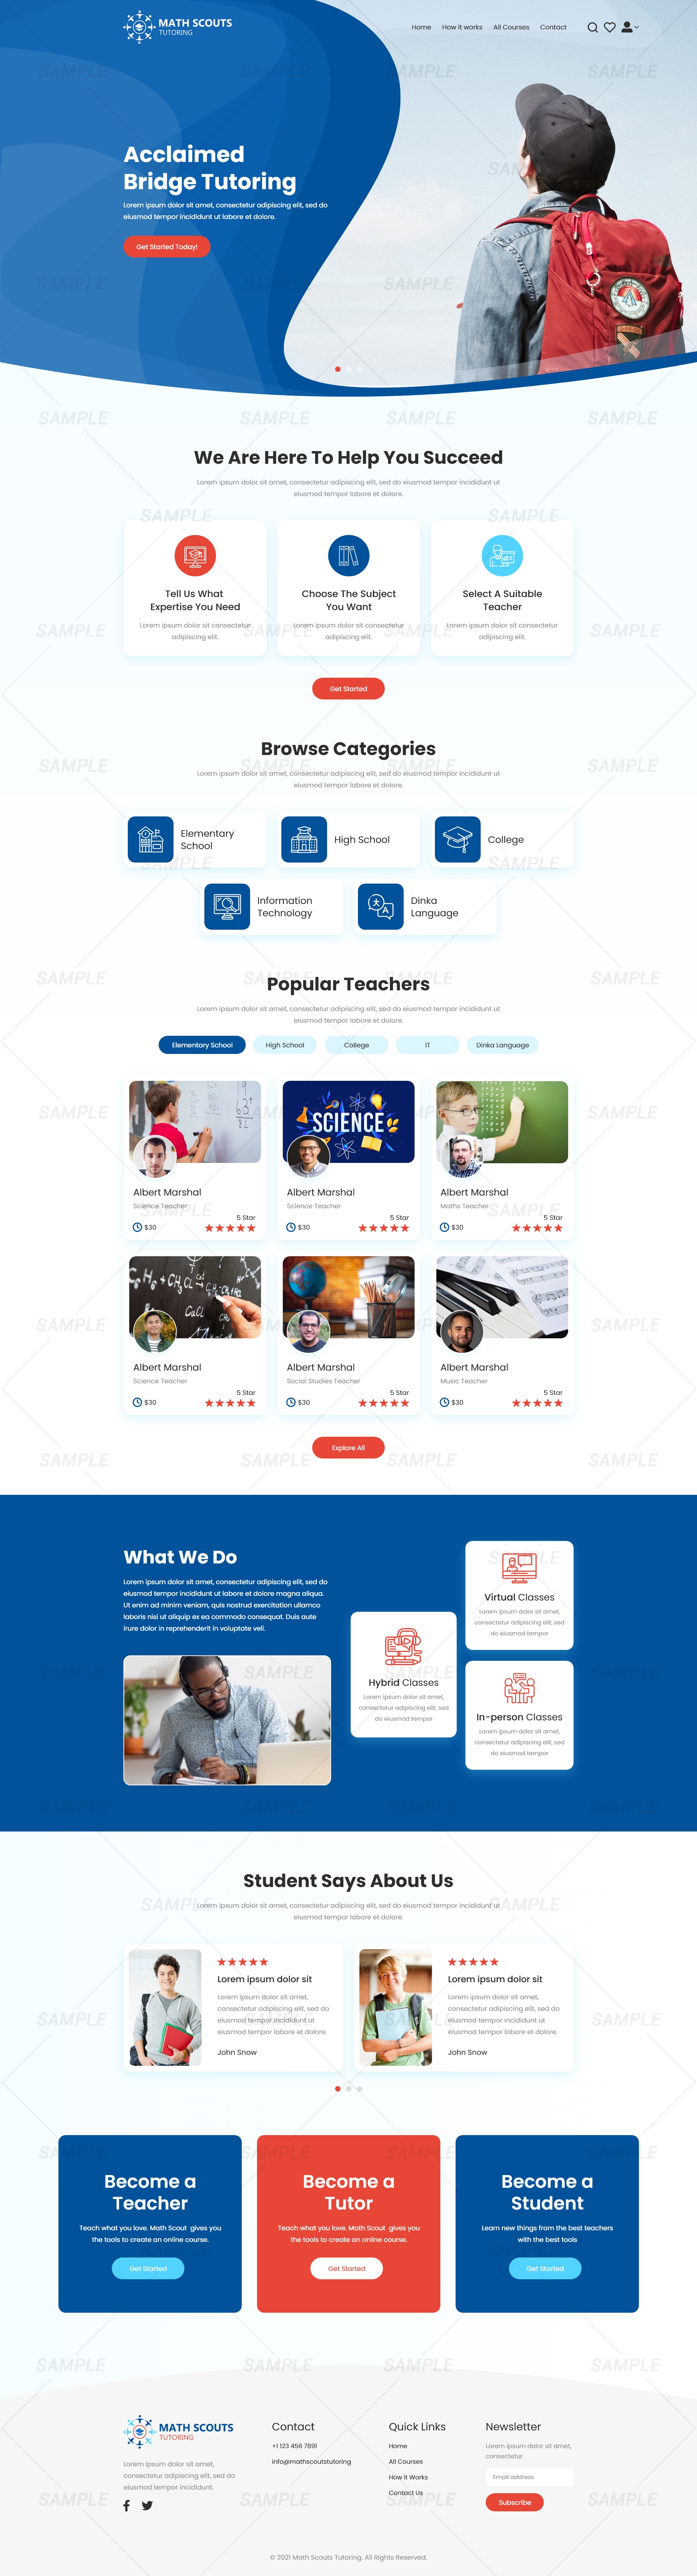 MATH SCOUTS
TUTORING
Home How it works All Courses Contact
Acclaimed
Bridge Tutoring
Lorem ipsum dolor sit amet, consectetur adipiscing elit, sed do
eiusmod tempor incididunt ut labore et dolore.
Get Started Today!
We Are Here To Help You Succeed
Lorem ipsum dolor sit amet, consectetur adipiscing elit, sed do eiusmod tempor incididunt ut
eiusmod tempor labore et dolore.
Tell Us What
Expertise You Need
Lorem ipsum dolor sit consectetur
adipiscing elit.
Choose The Subject
You Want
Lorem ipsum dolor sit consectetur
adipiscing elit.
Select A Suitable
Teacher
Lorem ipsum dolor sit consectetur
adipiscing elit.
Get Started
Browse Categories
Lorem ipsum dolor sit amet, consectetur adipiscing elit, sed do eiusmod tempor incididunt ut
eiusmod tempor labore et dolore.
Elementary
School
High School
College
Information
Technology
Dinka
Language
Popular Teachers
Lorem ipsum dolor sit amet, consectetur adipiscing elit, sed do eiusmod tempor incididunt ut
eiusmod tempor labore et dolore.
Elementary School High School College IT Dinka Language
Albert Marshal
Science Teacher
5 Star
$30
SCIENCE
Albert Marshal
Science Teacher
5 Star
$30
Albert Marshal
Maths Teacher
5 Star
$30
Albert Marshal
Science Teacher
5 Star
$30
Albert Marshal
Social Studies Teacher
5 Star
$30
Albert Marshal
Music Teacher
5 Star
$30
Explore All
What We Do
Lorem ipsum dolor sit amet, consectetur adipiscing elit, sed do
eiusmod tempor incididunt ut labore et dolore magna aliqua.
Ut enim ad minim veniam, quis nostrud exercitation ullamco
laboris nisi ut aliquip ex ea commodo consequat. Duis aute
irure dolor in reprehenderit in voluptate veli.
Hybrid Classes
Lorem ipsum dolor sit amet,
consectetur adipiscing elit, sed
do eiusmod tempor
Virtual Classes
Lorem ipsum dolor sit amet,
consectetur adipiscing elit, sed
do eiusmod tempor
In-person Classes
Lorem ipsum dolor sit amet,
consectetur adipiscing elit, sed
do eiusmod tempor
Student Says About Us
Lorem ipsum dolor sit amet, consectetur adipiscing elit, sed do eiusmod tempor incididunt ut
eiusmod tempor labore et dolore.
Lorem ipsum dolor sit
Lorem ipsum dolor sit amet,
consectetur adipiscing elit, sed do
eiusmod tempor incididunt ut
eiusmod tempor labore et dolore.
John Snow
Lorem ipsum dolor sit
Lorem ipsum dolor sit amet,
consectetur adipiscing elit, sed do
eiusmod tempor incididunt ut
eiusmod tempor labore et dolore.
John Snow
Become a
Teacher
Teach what you love. Math Scout gives you
the tools to create an online course.
Get Started
Become a
Tutor
Teach what you love. Math Scout gives you
the tools to create an online course.
Get Started
Become a
Student
Learn new things from the best teachers
with the best tools
Get Started
MATH SCOUTS
TUTORING
Lorem ipsum dolor sit amet,
consectetur adipiscing elit, sed do
eiusmod tempor incididunt.
Contact
+1 123 456 7891
info@mathscoutstutoring
Quick Links
Home
All Courses
How it Works
Contact Us
Newsletter
Lorem ipsum dolor sit amet,
consectetur
Email address
Subscribe
© 2021 Math Scouts Tutoring. All Rights Reserved.
SAMPLE